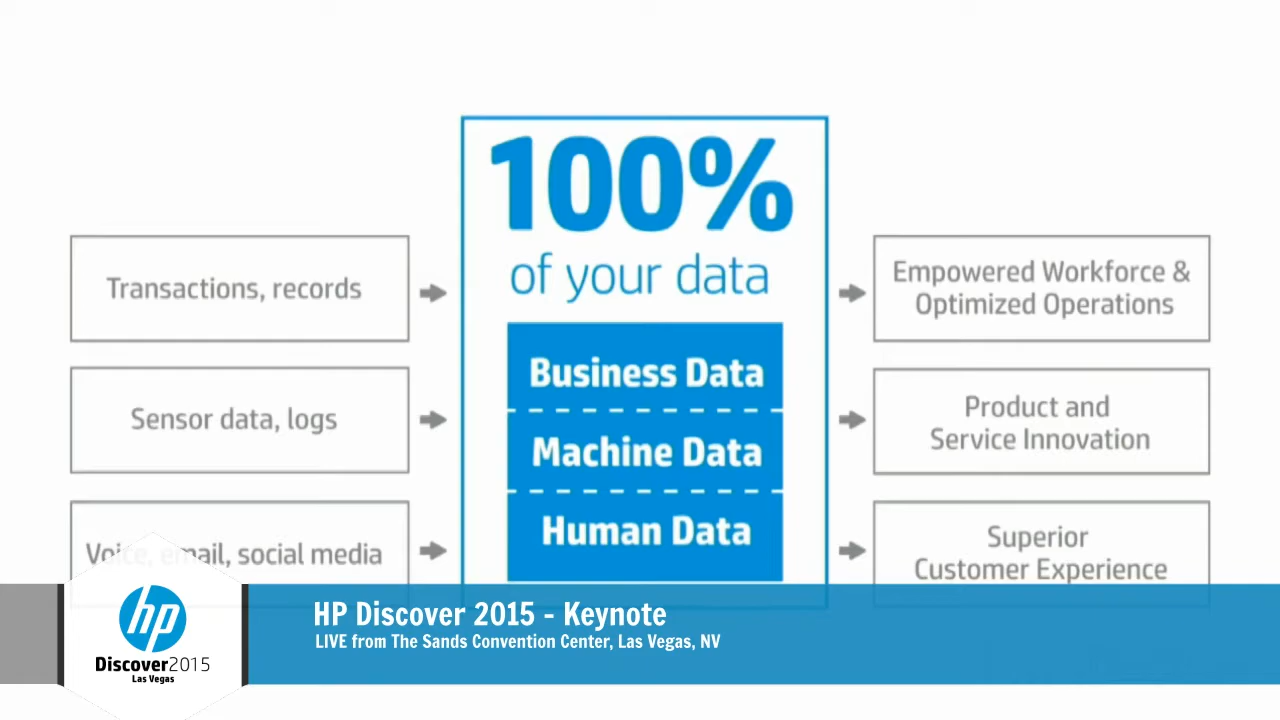 100%
of your data
Transactions, records
Sensor data, logs
Voice, email, social media
Business Data
Machine Data
Human Data
Empowered Workforce &
Optimized Operations
Product and
Service Innovation
Superior
Customer Experience
HP Discover 2015 - Keynote
LIVE from The Sands Convention Center, Las Vegas, NV
hp
Discover2015
Las Vegas